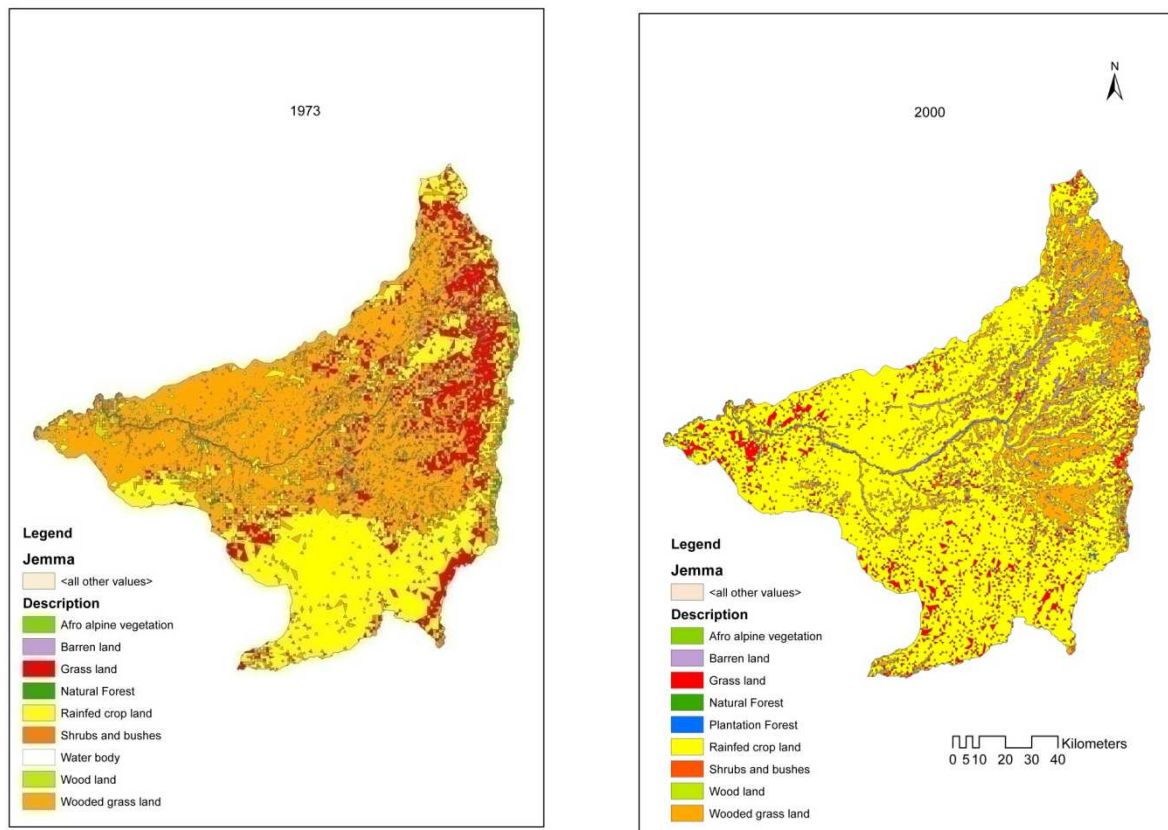 1973
Legend
Jemma
<all other values>
Description
Afro alpine vegetation
Barren land
Grass land
Natural Forest
Rainfed crop land
Shrubs and bushes
Water body
Wood land
Wooded grass land
N
2000
Legend
Jemma
<all other values>
Description
Afro alpine vegetation
Barren land
Grass land
Natural Forest
Plantation Forest
Rainfed crop land
Shrubs and bushes
Wood land
Wooded grass land
Kilometers
0 5 10 20 30 40